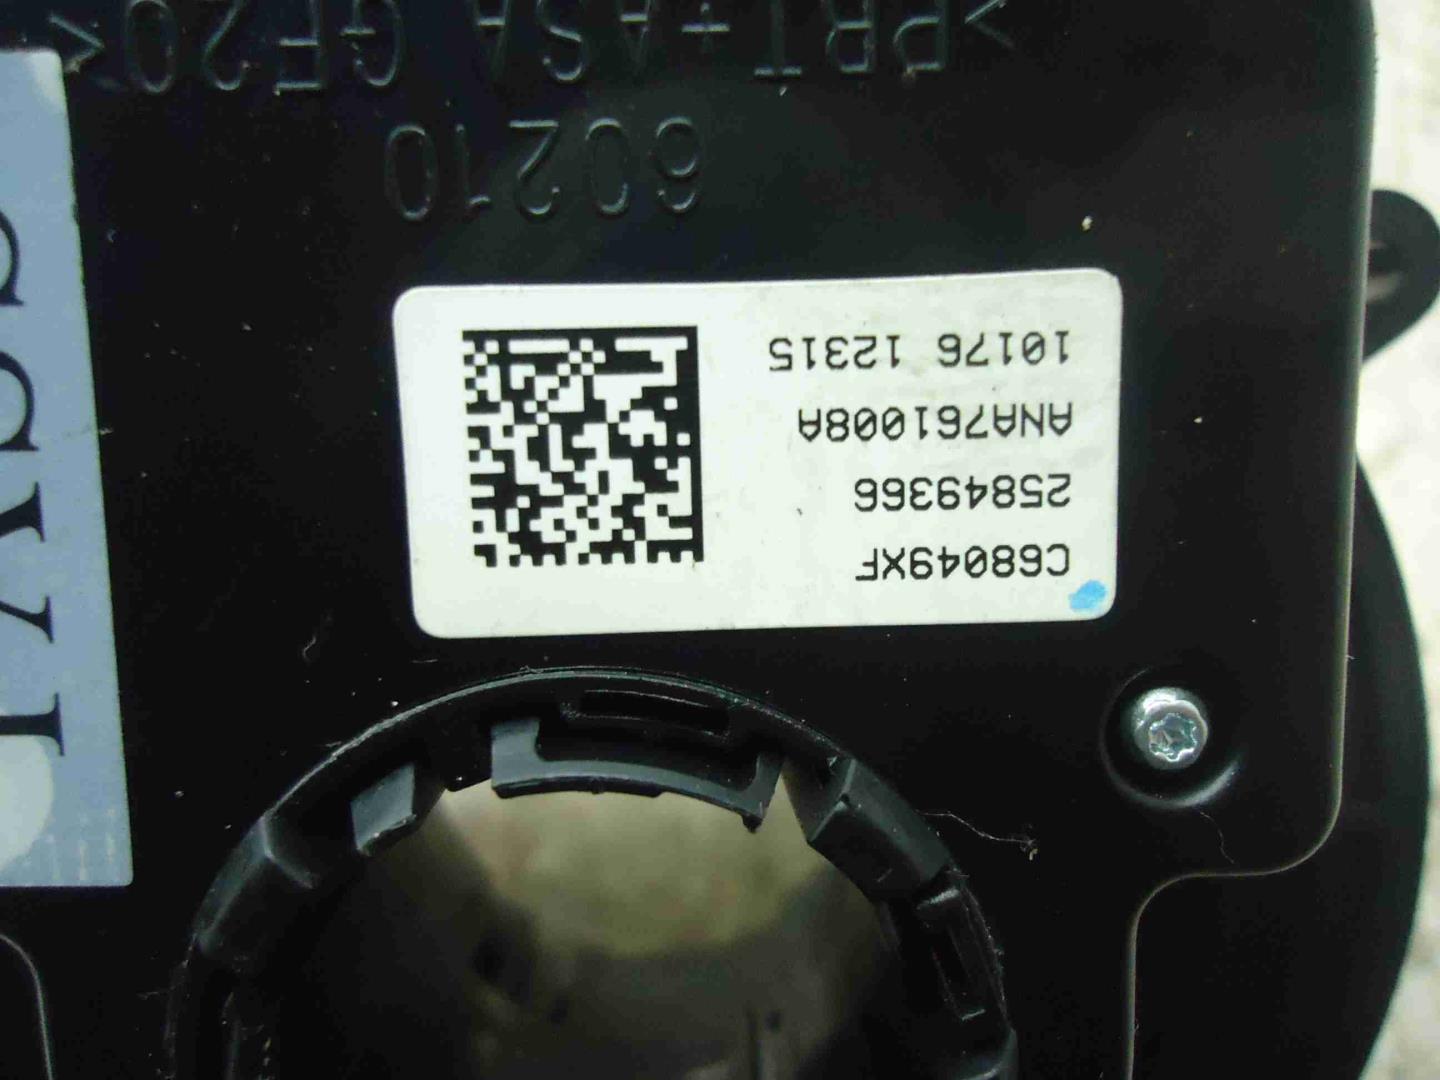 C68049XF
25849366
ANA761008A
10176 12315
60210
>PBT+ASA GF20<